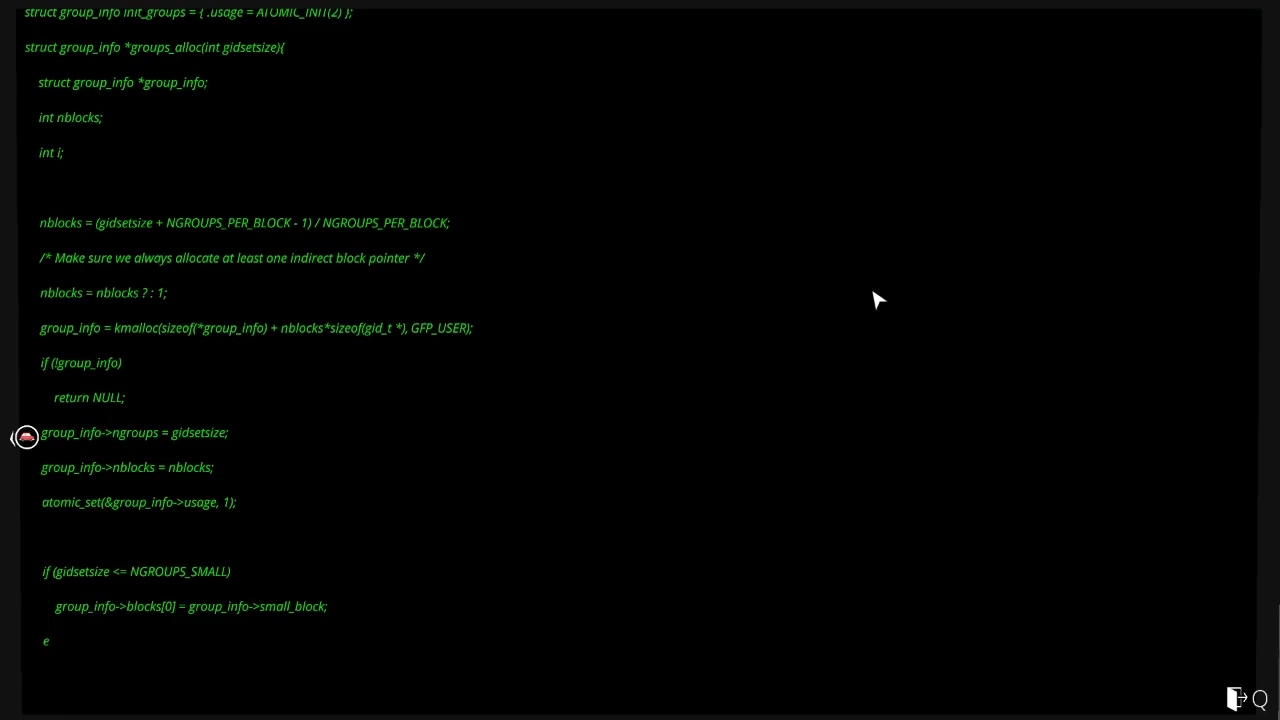 struct group_info init_groups = { .usage = ATOMIC_INIT(2) };
struct group_info *groups_alloc(int gidsetsize){
struct group_info *group_info;
int nblocks;
int i;
nblocks = (gidsetsize + NGROUPS_PER_BLOCK - 1) / NGROUPS_PER_BLOCK;
/* Make sure we always allocate at least one indirect block pointer */
nblocks = nblocks ? : 1;
group_info = kmalloc(sizeof(*group_info) + nblocks*sizeof(gid_t *), GFP_USER);
if (!group_info)
return NULL;
group_info->ngroups = gidsetsize;
group_info->nblocks = nblocks;
atomic_set(&group_info->usage, 1);
if (gidsetsize <= NGROUPS_SMALL)
group_info->blocks[0] = group_info->small_block;
e
Q